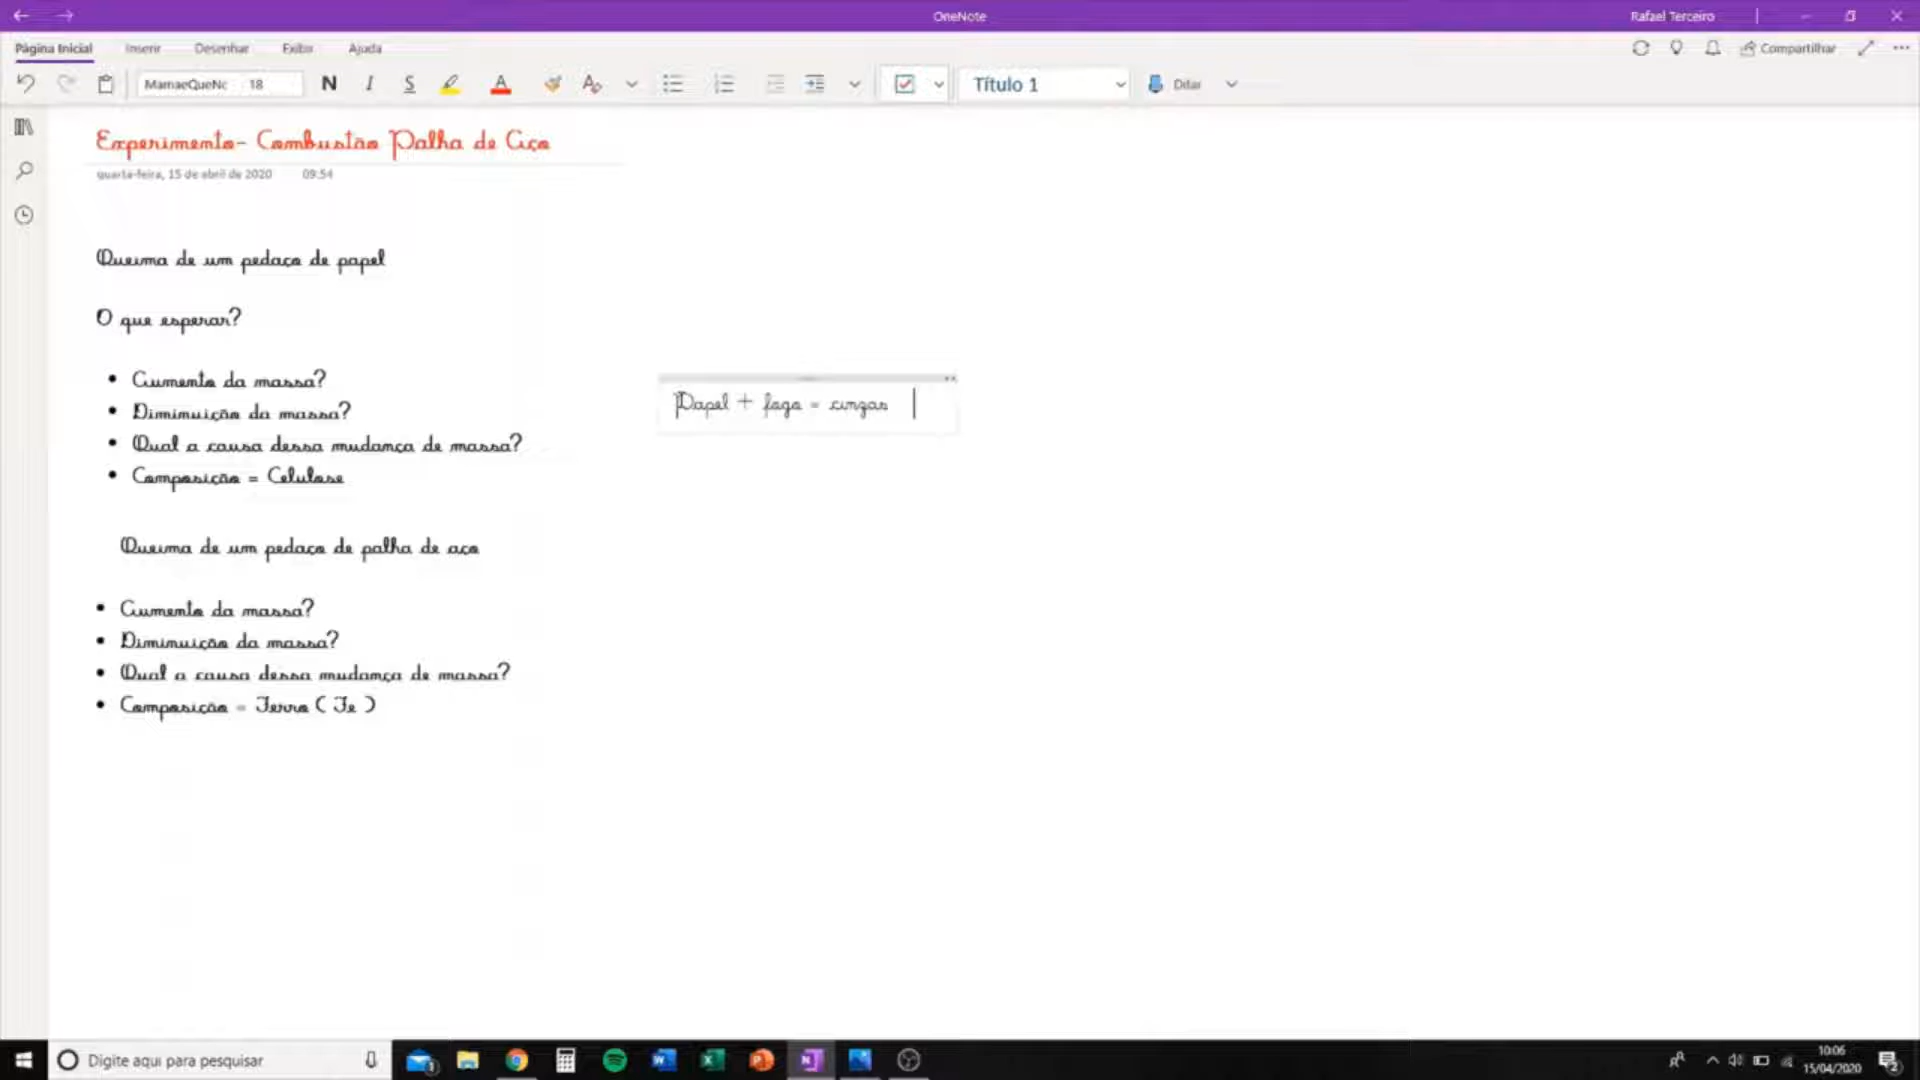 OneNote
Rafael Terceiro
Página Inicial Inserir Desenhar Exibir Ajuda
Compartilhar
MamaeQueNc 18 N I S A Título 1 Ditar
Experimento- Combustão Palha de Aço
quarta-feira, 15 de abril de 2020 09:54
Queima de um pedaço de papel
O que esperar?
• Aumento da massa?
• Diminuição da massa?
• Qual a causa dessa mudança de massa?
• Composição = Celulose
Papel + fogo = cinzas
Queima de um pedaço de palha de aço
• Aumento da massa?
• Diminuição da massa?
• Qual a causa dessa mudança de massa?
• Composição = Ferro ( Fe )
Digite aqui para pesquisar
10:06
15/04/2020